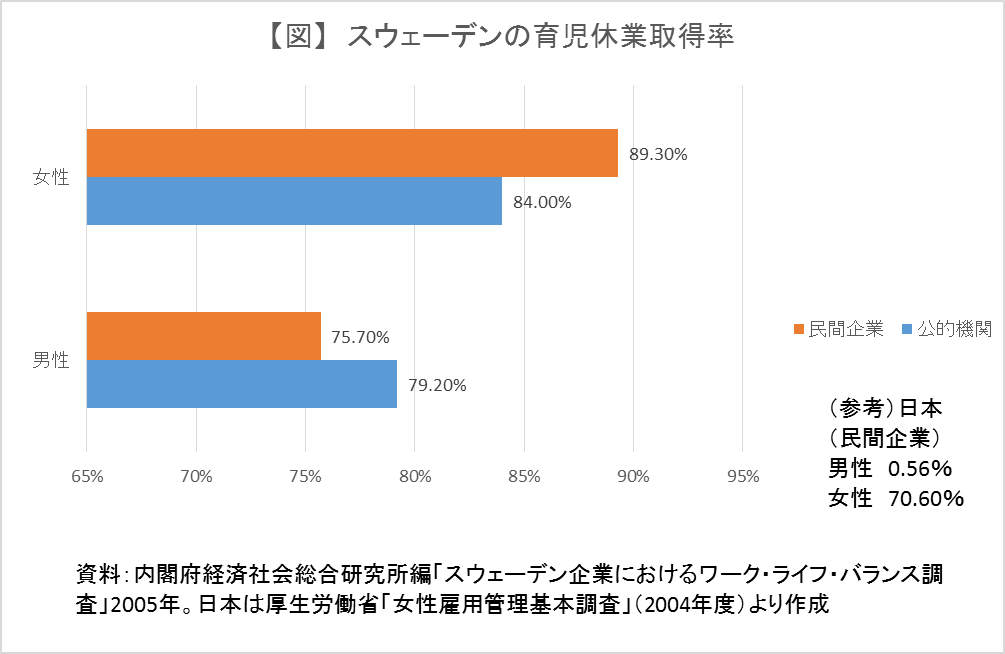 【図】 スウェーデンの育児休業取得率
女性
89.30%
84.00%
男性
75.70%
79.20%
65% 70% 75% 80% 85% 90% 95%
民間企業 公的機関
（参考）日本
（民間企業）
男性　0.56%
女性　70.60%
資料：内閣府経済社会総合研究所編「スウェーデン企業におけるワーク・ライフ・バランス調
査」2005年。日本は厚生労働省「女性雇用管理基本調査」（2004年度）より作成